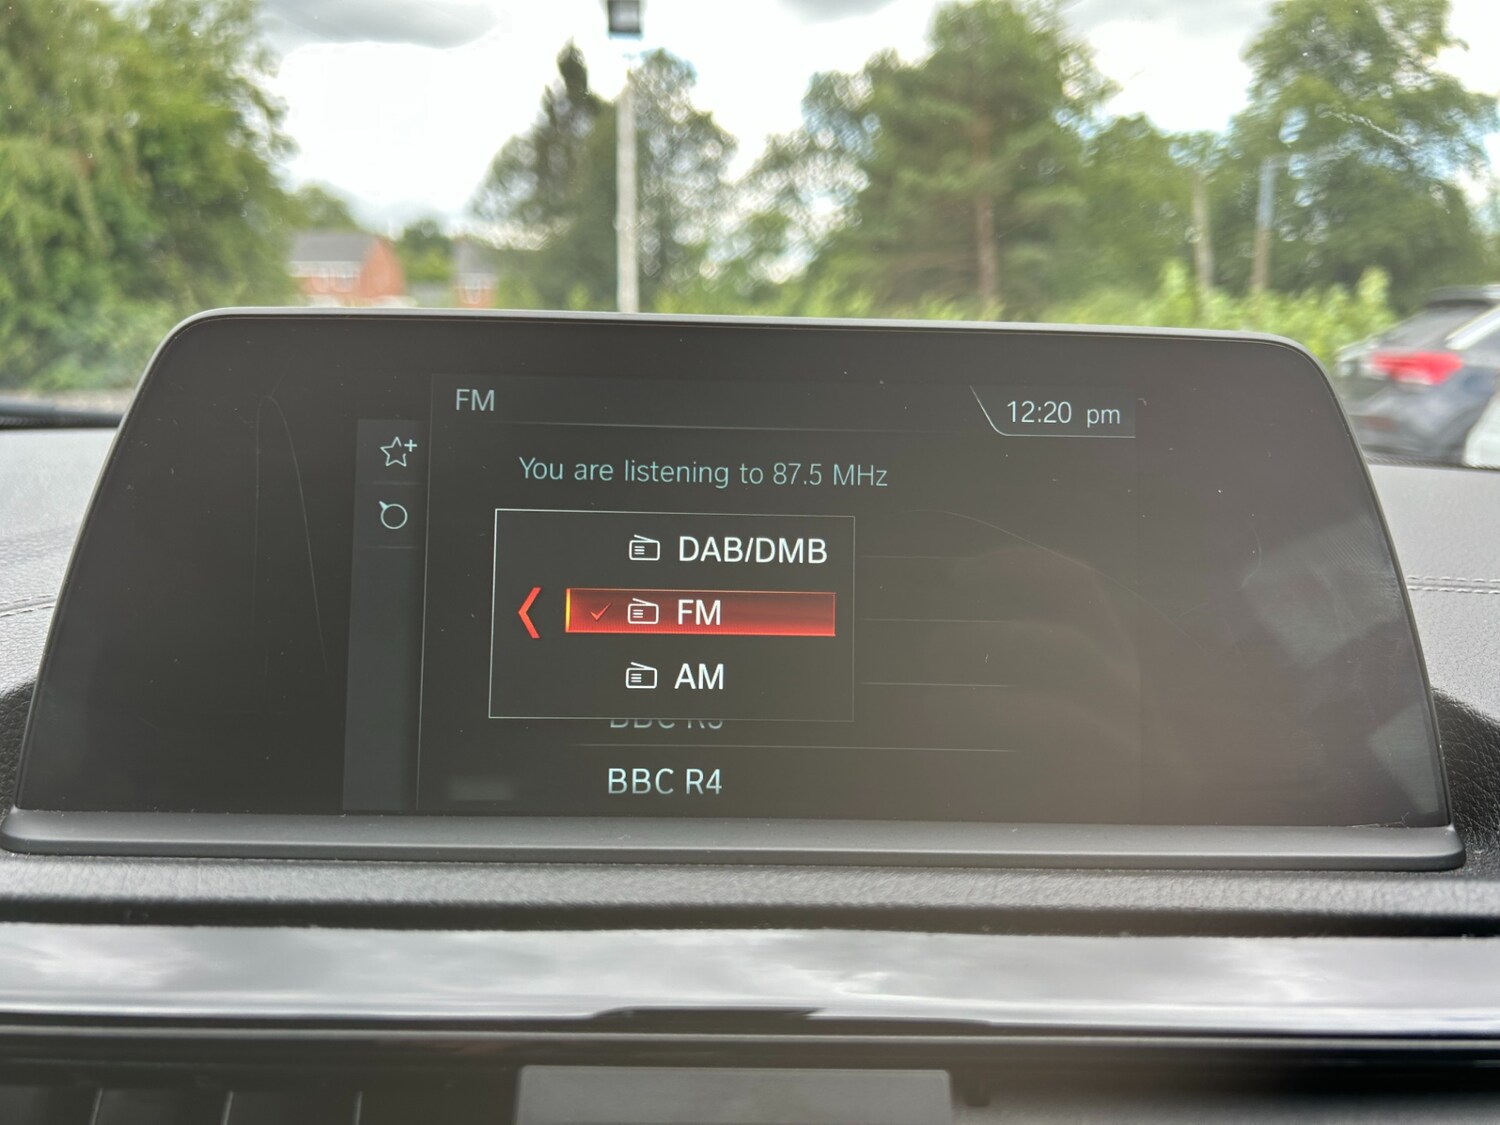 FM
12:20 pm
You are listening to 87.5 MHz
DAB/DMB
FM
AM
BBC R4